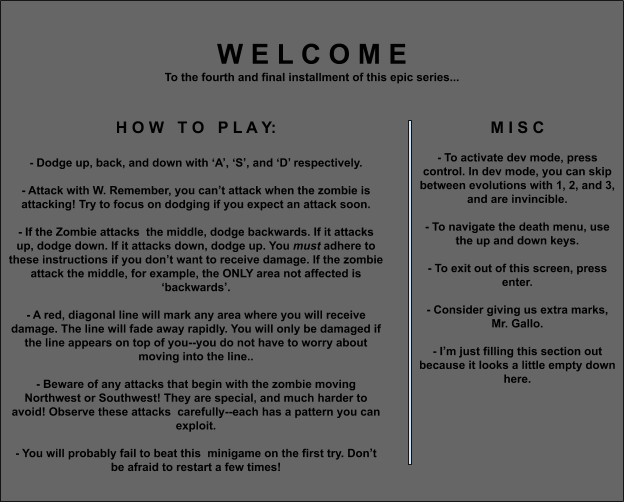 WELCOME
To the fourth and final installment of this epic series...
HOW TO PLAY:
- Dodge up, back, and down with ‘A’, ‘S’, and ‘D’ respectively.
- Attack with W. Remember, you can’t attack when the zombie is
attacking! Try to focus on dodging if you expect an attack soon.
- If the Zombie attacks  the middle, dodge backwards. If it attacks
up, dodge down. If it attacks down, dodge up. You must adhere to
these instructions if you don’t want to receive damage. If the zombie
attack the middle, for example, the ONLY area not affected is
‘backwards’.
- A red, diagonal line will mark any area where you will receive
damage. The line will fade away rapidly. You will only be damaged if
the line appears on top of you--you do not have to worry about
moving into the line..
- Beware of any attacks that begin with the zombie moving
Northwest or Southwest! They are special, and much harder to
avoid! Observe these attacks  carefully--each has a pattern you can
exploit.
- You will probably fail to beat this  minigame on the first try. Don’t
be afraid to restart a few times!
MISC
- To activate dev mode, press
control. In dev mode, you can skip
between evolutions with 1, 2, and 3,
and are invincible.
- To navigate the death menu, use
the up and down keys.
- To exit out of this screen, press
enter.
- Consider giving us extra marks,
Mr. Gallo.
- I’m just filling this section out
because it looks a little empty down
here.